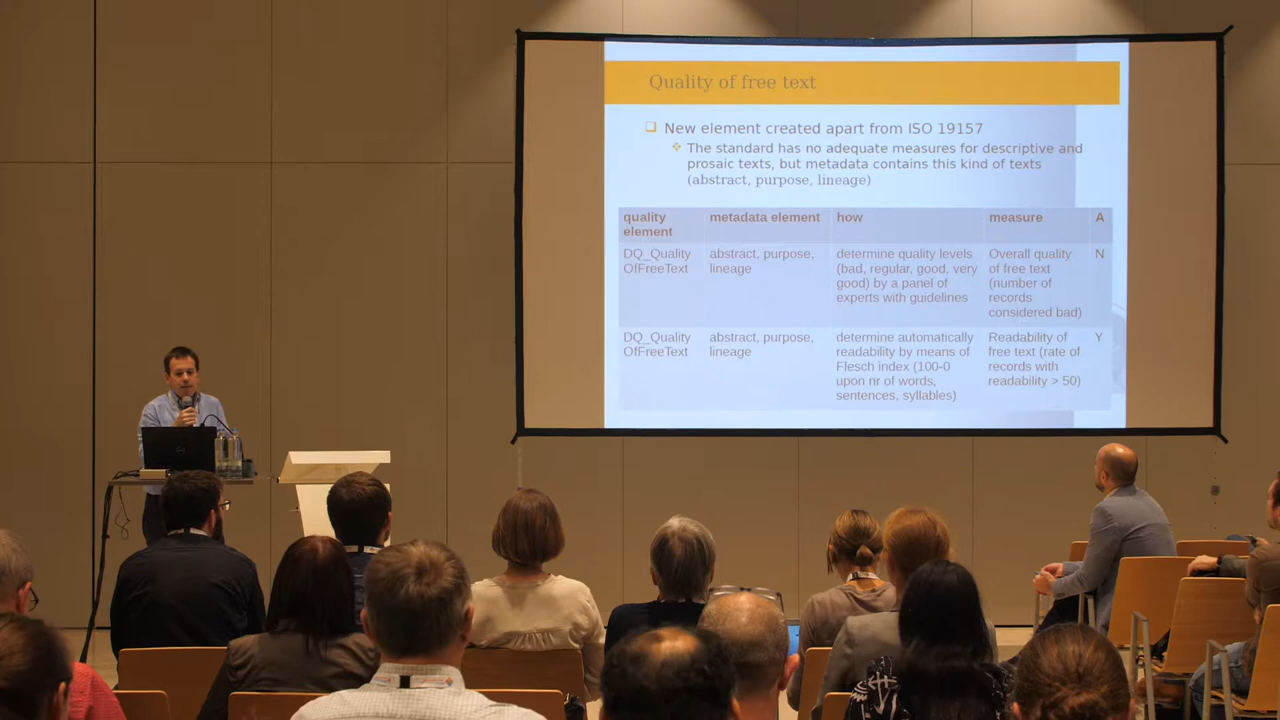 Quality of free text
New element created apart from ISO 19157
The standard has no adequate measures for descriptive and
prosaic texts, but metadata contains this kind of texts
(abstract, purpose, lineage)
quality element metadata element how measure A
DQ_Quality OfFreeText abstract, purpose, lineage determine quality levels (bad, regular, good, very good) by a panel of experts with guidelines Overall quality of free text (number of records considered bad) N
DQ_Quality OfFreeText abstract, purpose, lineage determine automatically readability by means of Flesch index (100-0 upon nr of words, sentences, syllables) Readability of free text (rate of records with readability > 50) Y